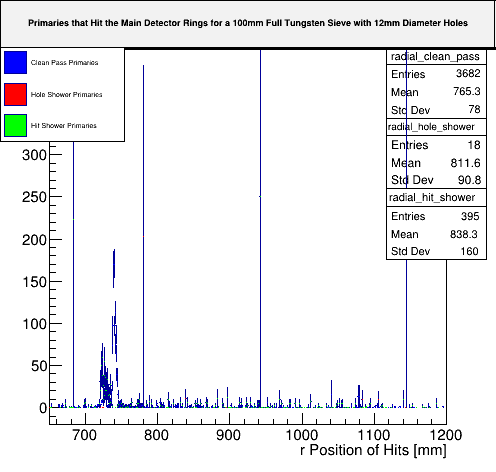 Primaries that Hit the Main Detector Rings for a 100mm Full Tungsten Sieve with 12mm Diameter Holes
Clean Pass Primaries
Hole Shower Primaries
Hit Shower Primaries
radial_clean_pass
Entries 3682
Mean 765.3
Std Dev 78
radial_hole_shower
Entries 18
Mean 811.6
Std Dev 90.8
radial_hit_shower
Entries 395
Mean 838.3
Std Dev 160
300
250
200
150
100
50
0
700 800 900 1000 1100 1200
r Position of Hits [mm]